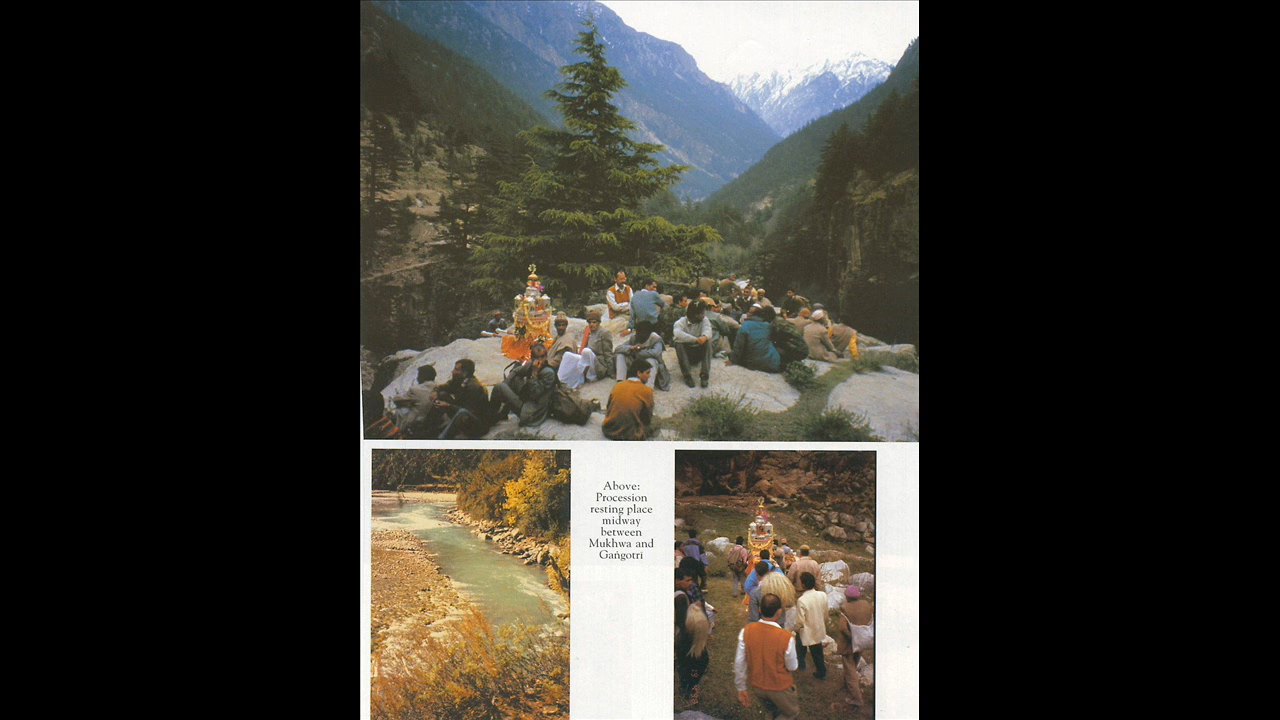 Above:
Procession
resting place
midway
between
Mukhwa and
Gaṅgotri